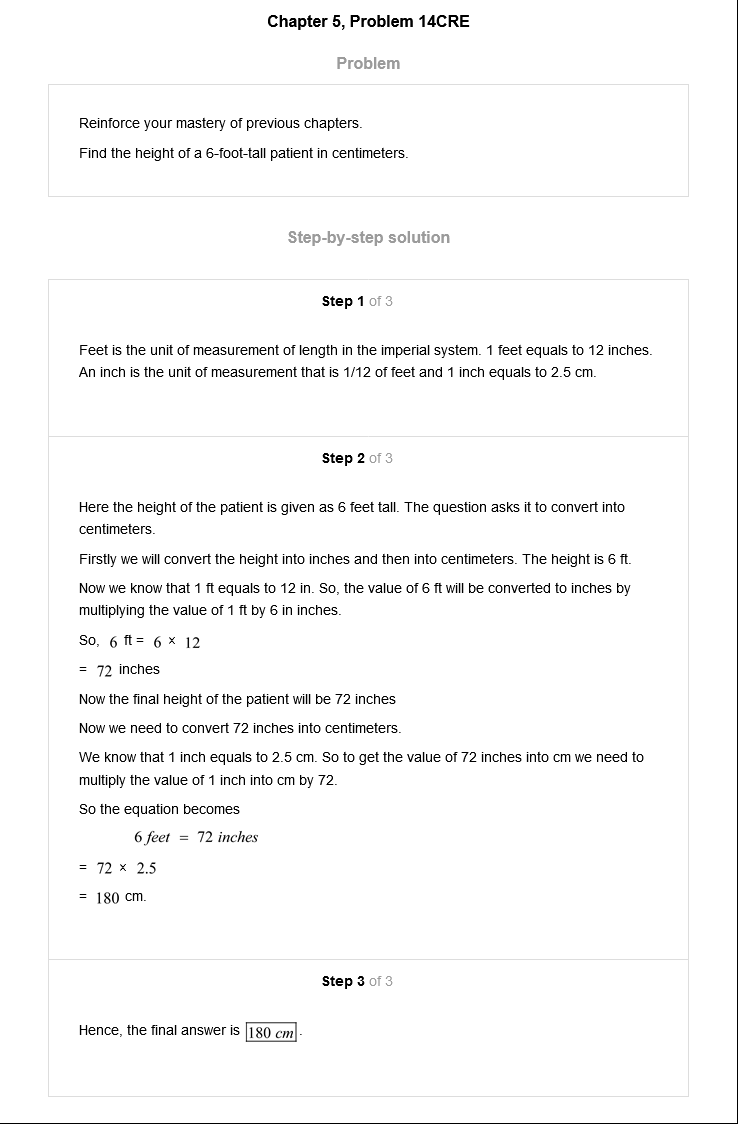 Chapter 5, Problem 14CRE
Problem
Reinforce your mastery of previous chapters.
Find the height of a 6-foot-tall patient in centimeters.
Step-by-step solution
Step 1 of 3
Feet is the unit of measurement of length in the imperial system. 1 feet equals to 12 inches.
An inch is the unit of measurement that is 1/12 of feet and 1 inch equals to 2.5 cm.
Step 2 of 3
Here the height of the patient is given as 6 feet tall. The question asks it to convert into
centimeters.
Firstly we will convert the height into inches and then into centimeters. The height is 6 ft.
Now we know that 1 ft equals to 12 in. So, the value of 6 ft will be converted to inches by
multiplying the value of 1 ft by 6 in inches.
So, 6 ft = 6 × 12
= 72 inches
Now the final height of the patient will be 72 inches
Now we need to convert 72 inches into centimeters.
We know that 1 inch equals to 2.5 cm. So to get the value of 72 inches into cm we need to
multiply the value of 1 inch into cm by 72.
So the equation becomes
6 feet = 72 inches
= 72 × 2.5
= 180 cm.
Step 3 of 3
Hence, the final answer is 180 cm.